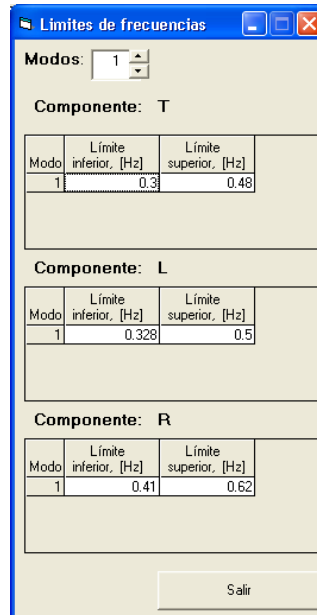 Limites de frecuencias
Modos: 1
Componente: T
Modo Límite inferior, [Hz] Límite superior, [Hz]
1 0.3 0.48
Componente: L
Modo Límite inferior, [Hz] Límite superior, [Hz]
1 0.328 0.5
Componente: R
Modo Límite inferior, [Hz] Límite superior, [Hz]
1 0.41 0.62
Salir